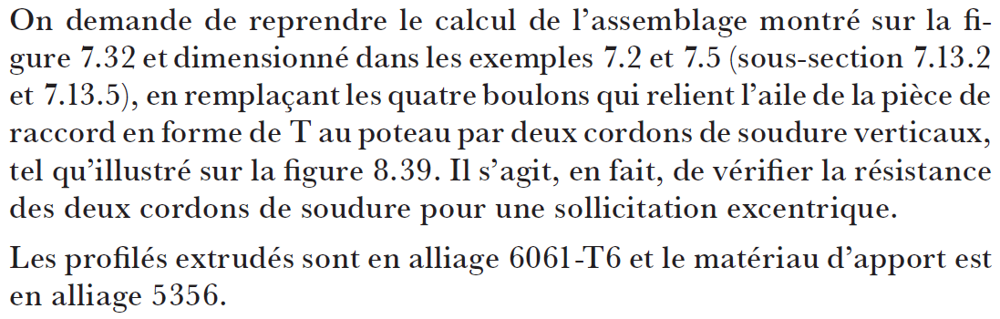 On demande de reprendre le calcul de l'assemblage montré sur la fi-
gure 7.32 et dimensionné dans les exemples 7.2 et 7.5 (sous-section 7.13.2
et 7.13.5), en remplaçant les quatre boulons qui relient l'aile de la pièce de
raccord en forme de T au poteau par deux cordons de soudure verticaux,
tel qu'illustré sur la figure 8.39. Il s'agit, en fait, de vérifier la résistance
des deux cordons de soudure pour une sollicitation excentrique.
Les profilés extrudés sont en alliage 6061-T6 et le matériau d'apport est
en alliage 5356.